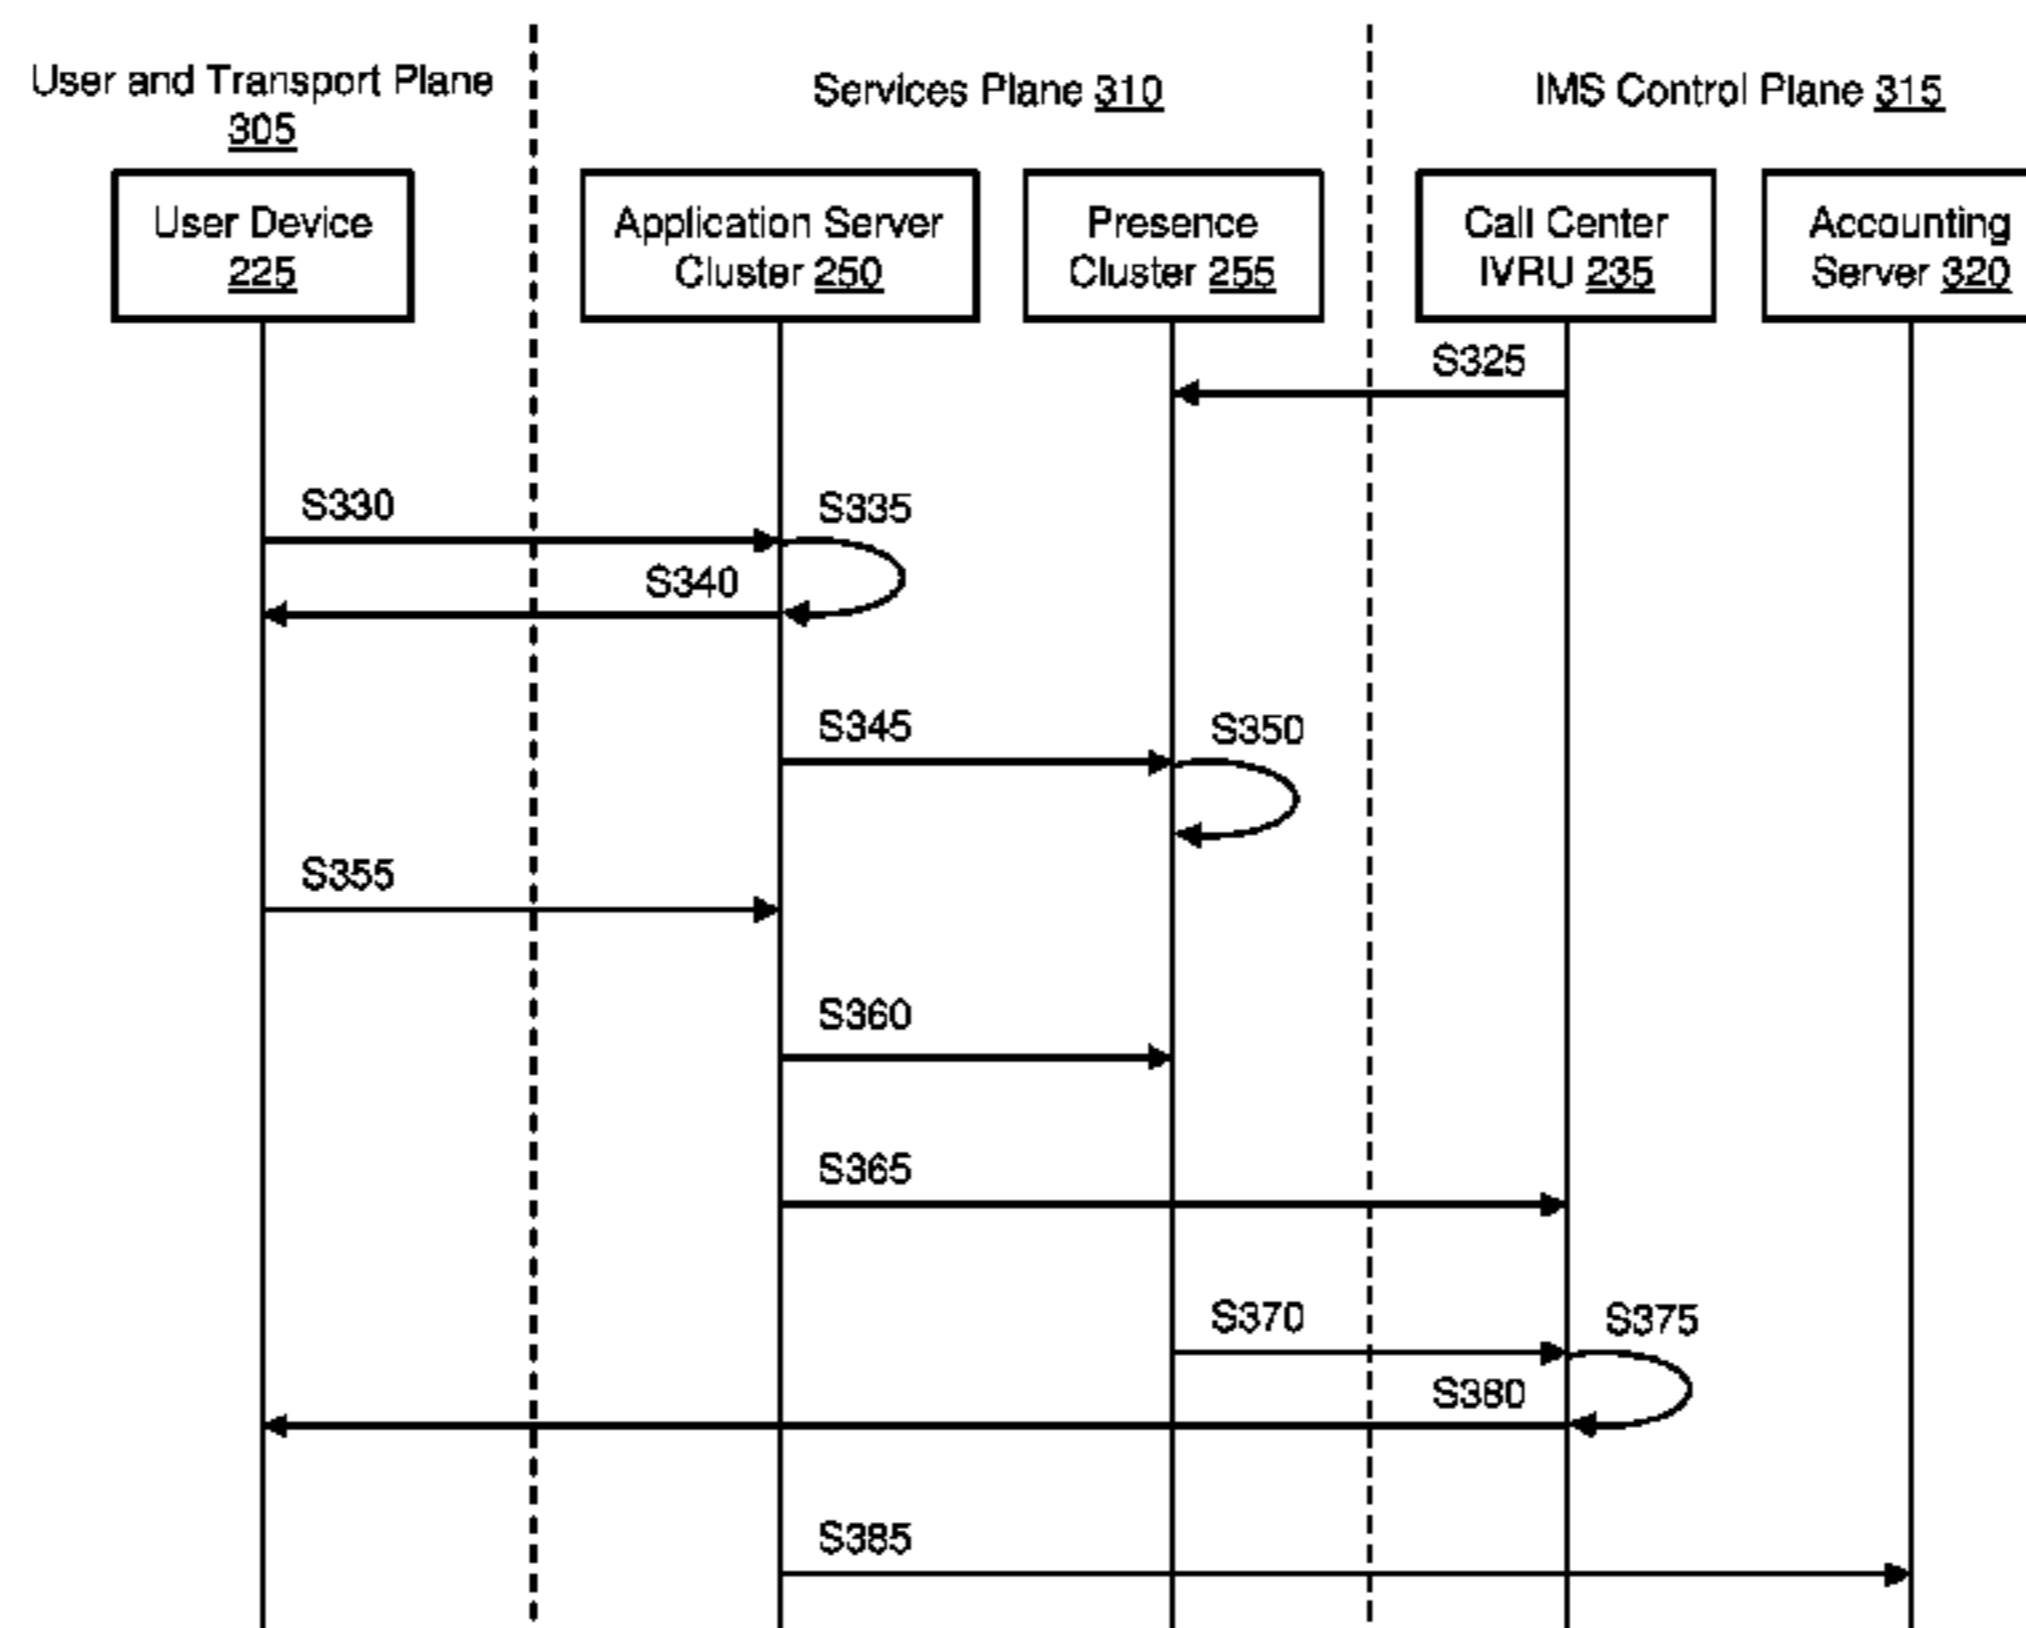 User and Transport Plane
305
Services Plane 310
IMS Control Plane 315
User Device
225
Application Server
Cluster 250
Presence
Cluster 255
Call Center
IVRU 235
Accounting
Server 320
S325
S330
S335
S340
S345
S350
S355
S360
S365
S370
S375
S380
S385